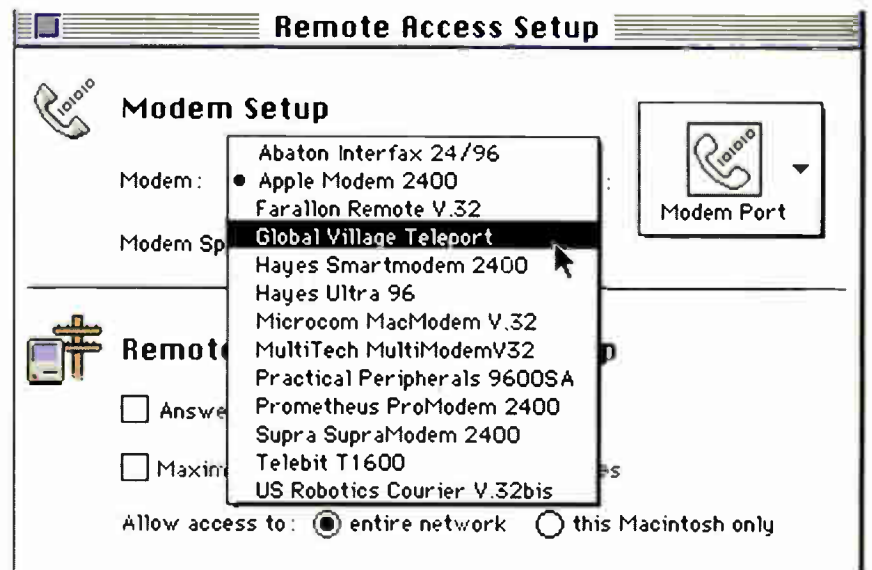 Remote Access Setup
Modem Setup
Modem:
Abaton Interfax 24/96
• Apple Modem 2400
Farallon Remote V.32
Global Village Teleport
Hayes Smartmodem 2400
Hayes Ultra 96
Microcom MacModem V.32
MultiTech MultiModemV32
Practical Peripherals 9600SA
Prometheus ProModem 2400
Supra SupraModem 2400
Telebit T1600
US Robotics Courier V.32bis
:
Modem Port
Modem Sp
Remot
p
Answe
Maxim
es
Allow access to: entire network this Macintosh only